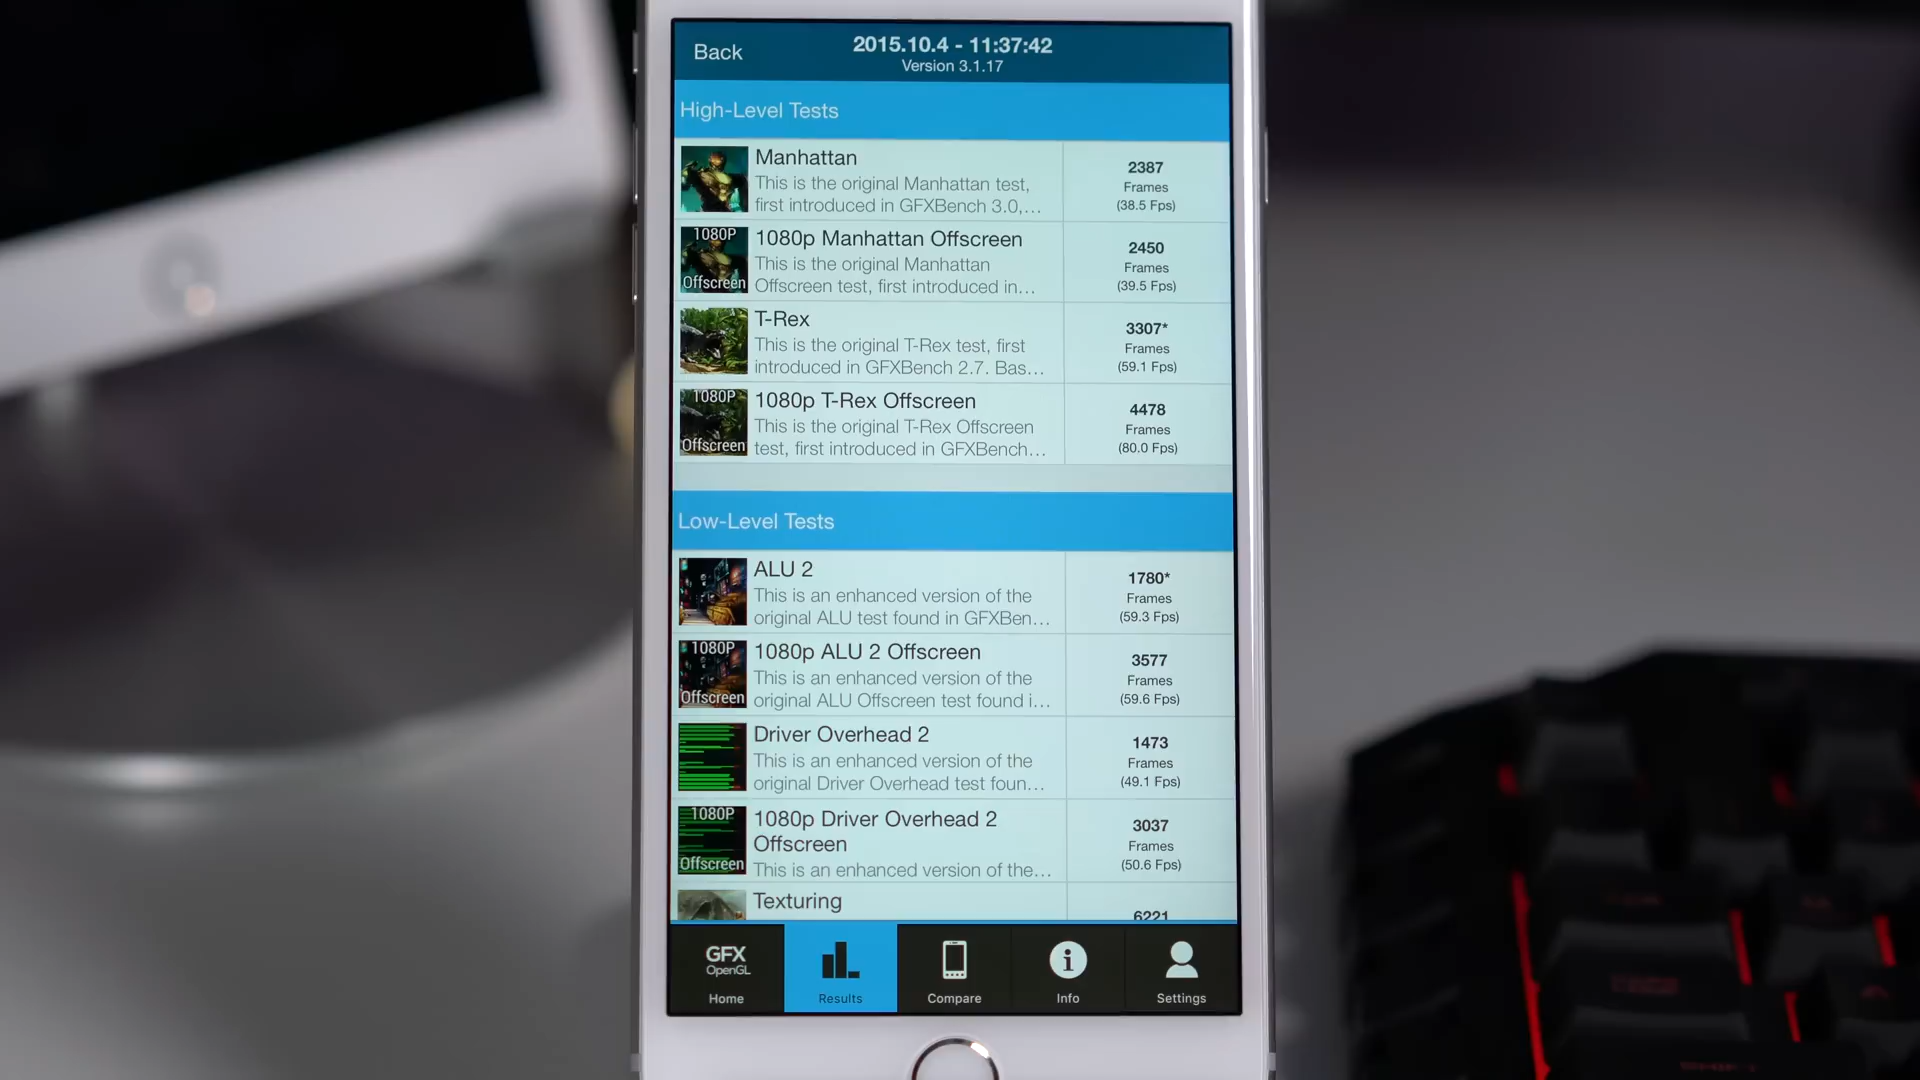 Back
2015.10.4 - 11:37:42
Version 3.1.17
High-Level Tests
Manhattan
This is the original Manhattan test,
first introduced in GFXBench 3.0,...
2387
Frames
(38.5 Fps)
1080P
Offscreen
1080p Manhattan Offscreen
This is the original Manhattan
Offscreen test, first introduced in...
2450
Frames
(39.5 Fps)
T-Rex
This is the original T-Rex test, first
introduced in GFXBench 2.7. Bas...
3307*
Frames
(59.1 Fps)
1080P
Offscreen
1080p T-Rex Offscreen
This is the original T-Rex Offscreen
test, first introduced in GFXBench...
4478
Frames
(80.0 Fps)
Low-Level Tests
ALU 2
This is an enhanced version of the
original ALU test found in GFXBen...
1780*
Frames
(59.3 Fps)
1080P
Offscreen
1080p ALU 2 Offscreen
This is an enhanced version of the
original ALU Offscreen test found i...
3577
Frames
(59.6 Fps)
Driver Overhead 2
This is an enhanced version of the
original Driver Overhead test foun...
1473
Frames
(49.1 Fps)
1080P
Offscreen
1080p Driver Overhead 2
Offscreen
This is an enhanced version of the...
3037
Frames
(50.6 Fps)
Texturing
6221
GFX
OpenGL
Home
Results
Compare
Info
Settings